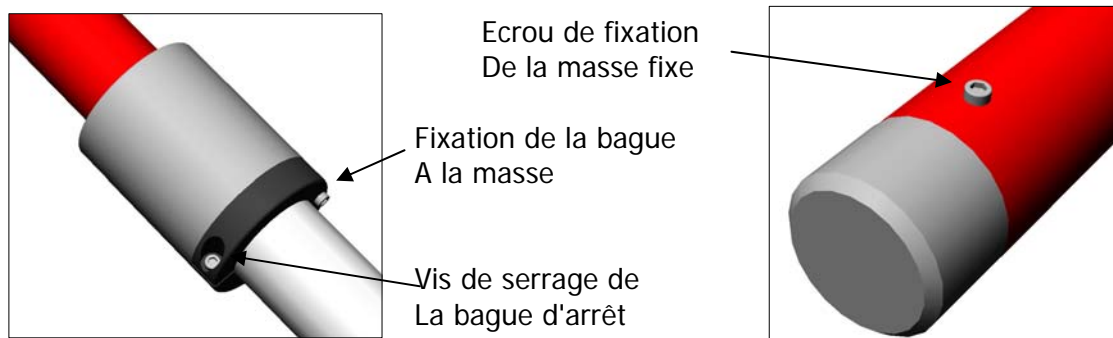 Ecrou de fixation
De la masse fixe
Fixation de la bague
A la masse
Vis de serrage de
La bague d'arrêt